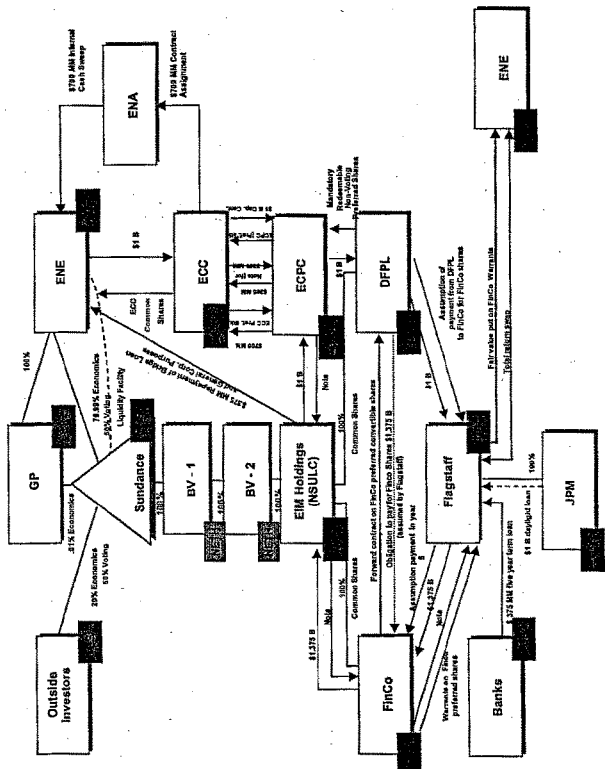 $709 MM Internal
Cash Sweep
ENA
$709 MM Contract
Assignment
ENE
$1 B
ECC
ECC
Common
Shares
$1 B
ECPC
Mandatory
Redeemable
Non-Voting
Preferred Shares
DFPL
Assumption of
payment from DFPL
to FinCo for FinCo shares
$1 B
Fair value put on FinCo Warrants
Total return swap
ENE
100%
GP
.01% Economics
79.99% Economics
50% Voting
Liquidity Facility
$375 MM Repayment of Bridge Loan
and General Corp. Purposes
Sundance
100%
BV - 1
100%
BV - 2
100%
EIM Holdings
(NSULC)
$1 B
Note
100%
Common Shares
Forward contract on FinCo preferred convertible shares
Obligation to pay for Finco Shares $1,375 B
(assumed by Flagstaff)
Flagstaff
100%
$1 B daylight loan
JPM
Outside
Investors
20% Economics
50% Voting
$1,375 B
Note
100%
Common Shares
FinCo
Assumption payment in year
5
$1,375 B
Note
Warrants on FinCo
preferred shares
$375 MM five year term loan
Banks